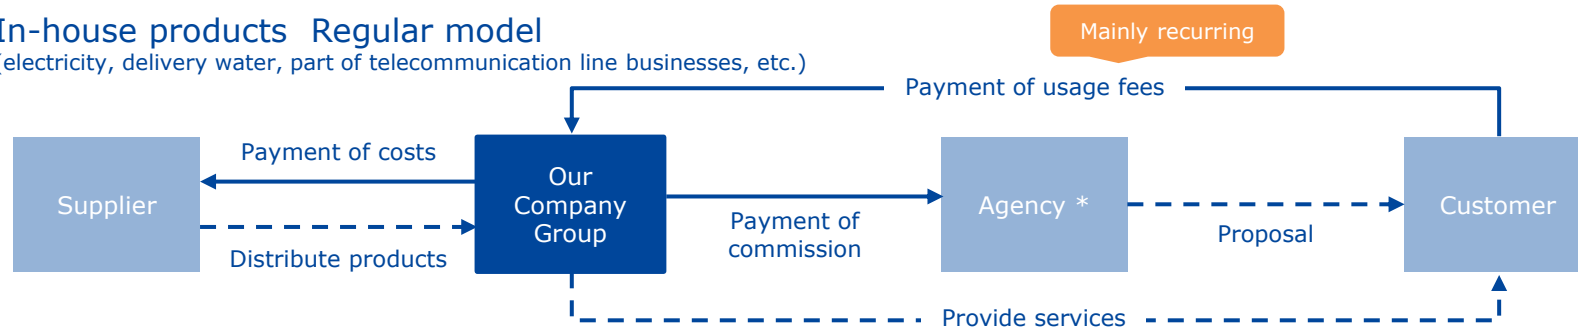 In-house products  Regular model
Mainly recurring
(electricity, delivery water, part of telecommunication line businesses, etc.)
Payment of usage fees
Payment of costs
Supplier
Our
Company
Group
Agency *
Customer
Payment of
commission
Proposal
Distribute products
Provide services